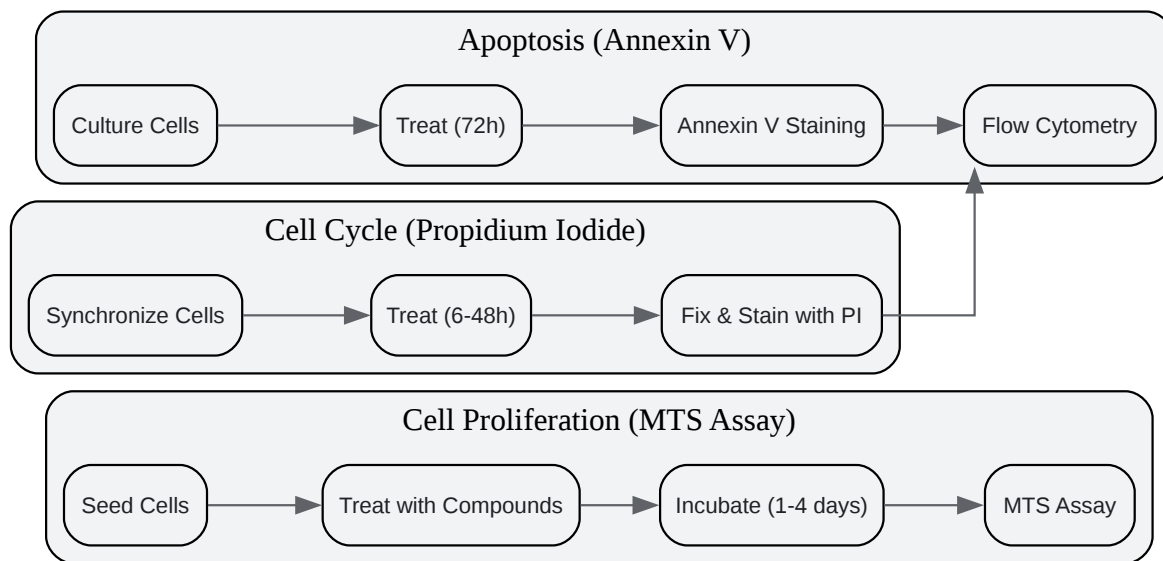 Apoptosis (Annexin V)
Culture Cells
Treat (72h)
Annexin V Staining
Flow Cytometry
Cell Cycle (Propidium Iodide)
Synchronize Cells
Treat (6-48h)
Fix & Stain with PI
Cell Proliferation (MTS Assay)
Seed Cells
Treat with Compounds
Incubate (1-4 days)
MTS Assay